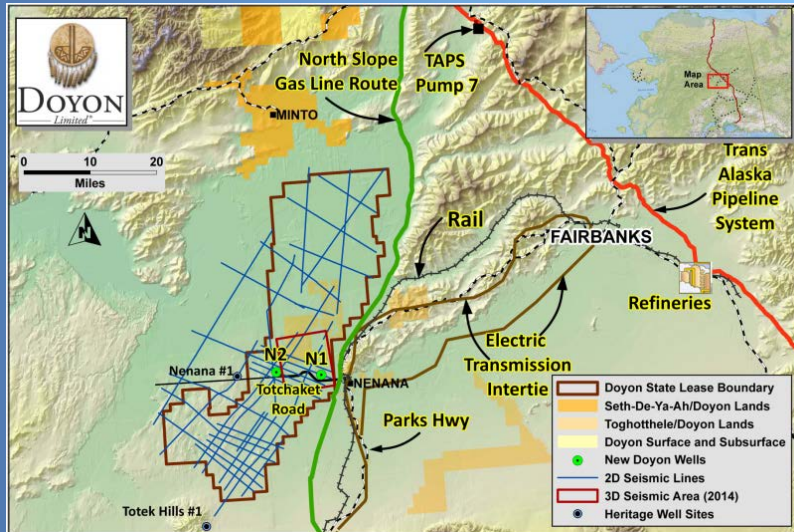 DOYON
Limited
0 10 20
Miles
N
North Slope
Gas Line Route
TAPS
Pump 7
Map
Area
MINTO
Trans
Alaska
Pipeline
System
Rail
FAIRBANKS
Refineries
Electric
Transmission
Intertie
N2
N1
Nenana #1
Totchaket
Road
NENANA
Parks Hwy
Totek Hills #1
Doyon State Lease Boundary
Seth-De-Ya-Ah/Doyon Lands
Toghotthele/Doyon Lands
Doyon Surface and Subsurface
New Doyon Wells
2D Seismic Lines
3D Seismic Area (2014)
Heritage Well Sites